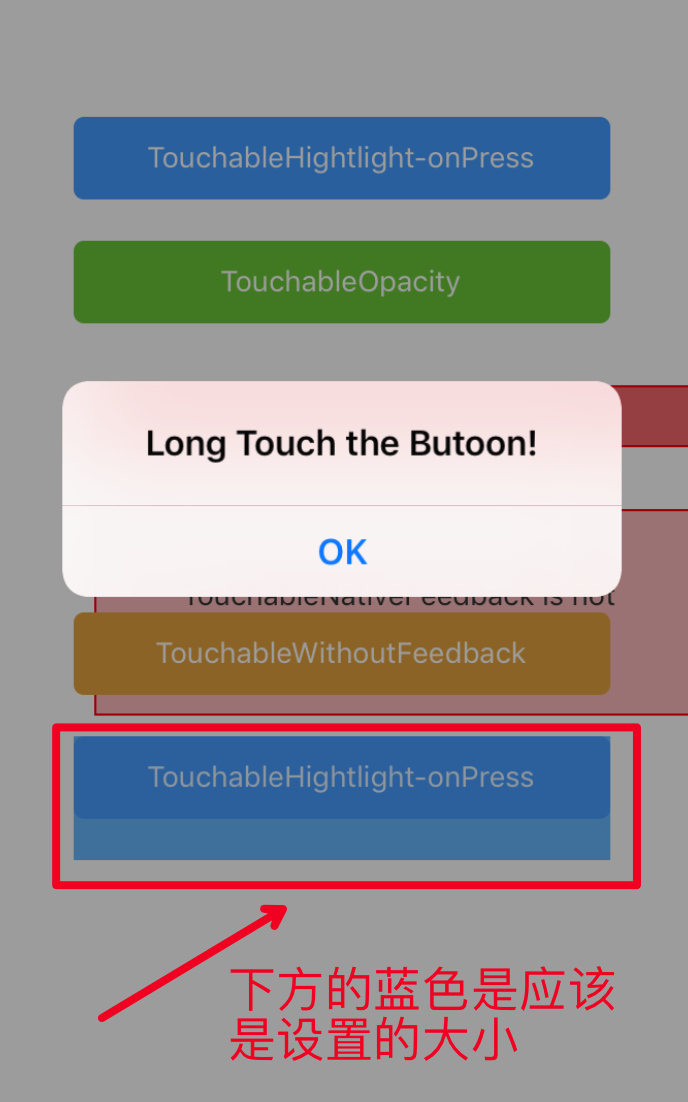 TouchableHightlight-onPress
TouchableOpacity
Long Touch the Butoon!
OK
TouchableNativeFeedback is not
TouchableWithoutFeedback
TouchableHightlight-onPress
下方的蓝色是应该
是设置的大小